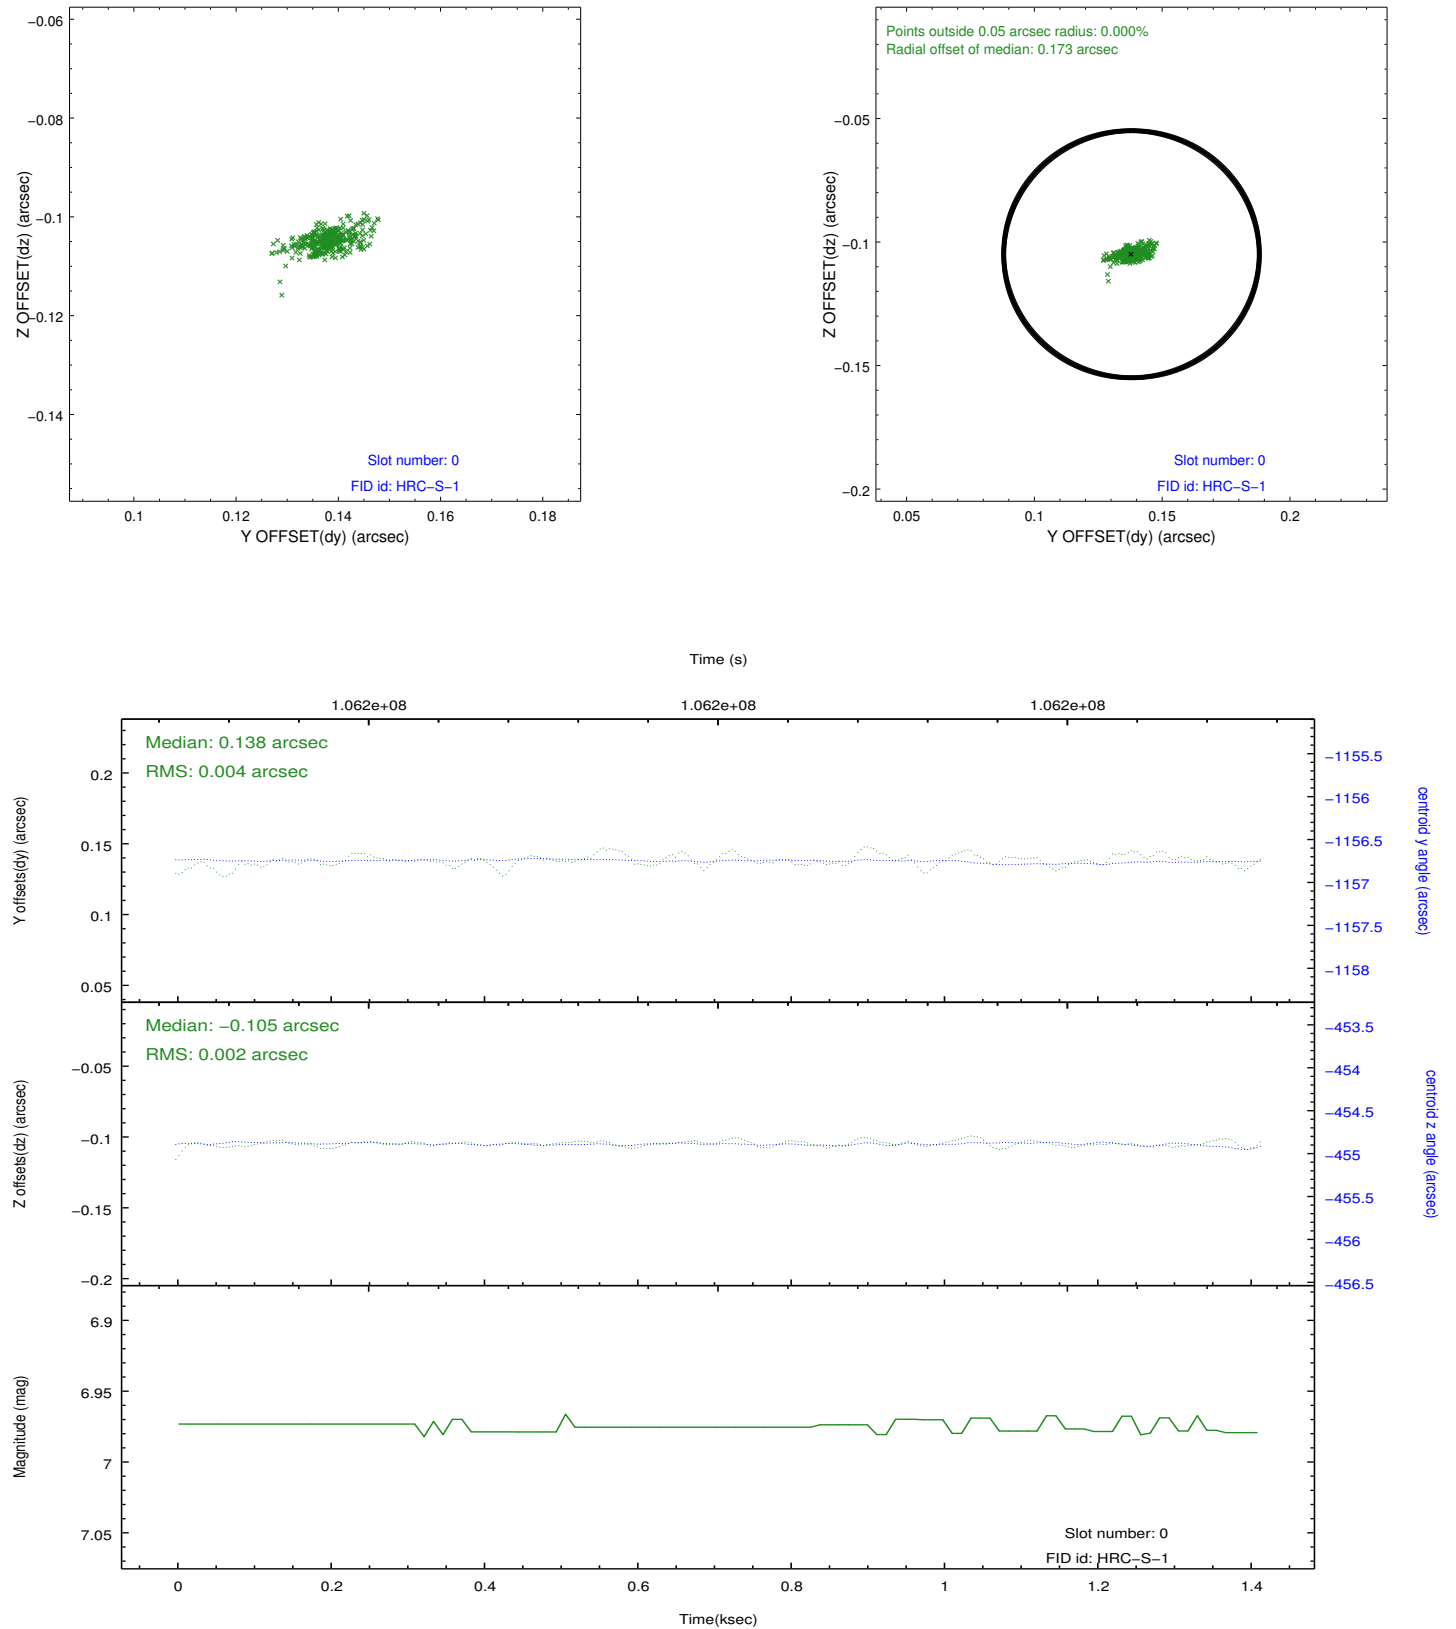 −0.06
−0.08
−0.1
−0.12
−0.14
Z OFFSET(dz) (arcsec)
Slot number: 0
FID id: HRC−S−1
0.1
0.12
0.14
0.16
0.18
Y OFFSET(dy) (arcsec)
Points outside 0.05 arcsec radius: 0.000%
Radial offset of median: 0.173 arcsec
−0.05
−0.1
−0.15
−0.2
Z OFFSET(dz) (arcsec)
Slot number: 0
FID id: HRC−S−1
0.05
0.1
0.15
0.2
Y OFFSET(dy) (arcsec)
Time (s)
1.062e+08
1.062e+08
1.062e+08
Median: 0.138 arcsec
RMS: 0.004 arcsec
0.2
0.15
0.1
0.05
Y offsets(dy) (arcsec)
−1155.5
−1156
−1156.5
−1157
−1157.5
−1158
centroid y angle (arcsec)
Median: −0.105 arcsec
RMS: 0.002 arcsec
−0.05
−0.1
−0.15
−0.2
Z offsets(dz) (arcsec)
−453.5
−454
−454.5
−455
−455.5
−456
−456.5
centroid z angle (arcsec)
6.9
6.95
7
7.05
Magnitude (mag)
Slot number: 0
FID id: HRC−S−1
0
0.2
0.4
0.6
0.8
1
1.2
1.4
Time(ksec)